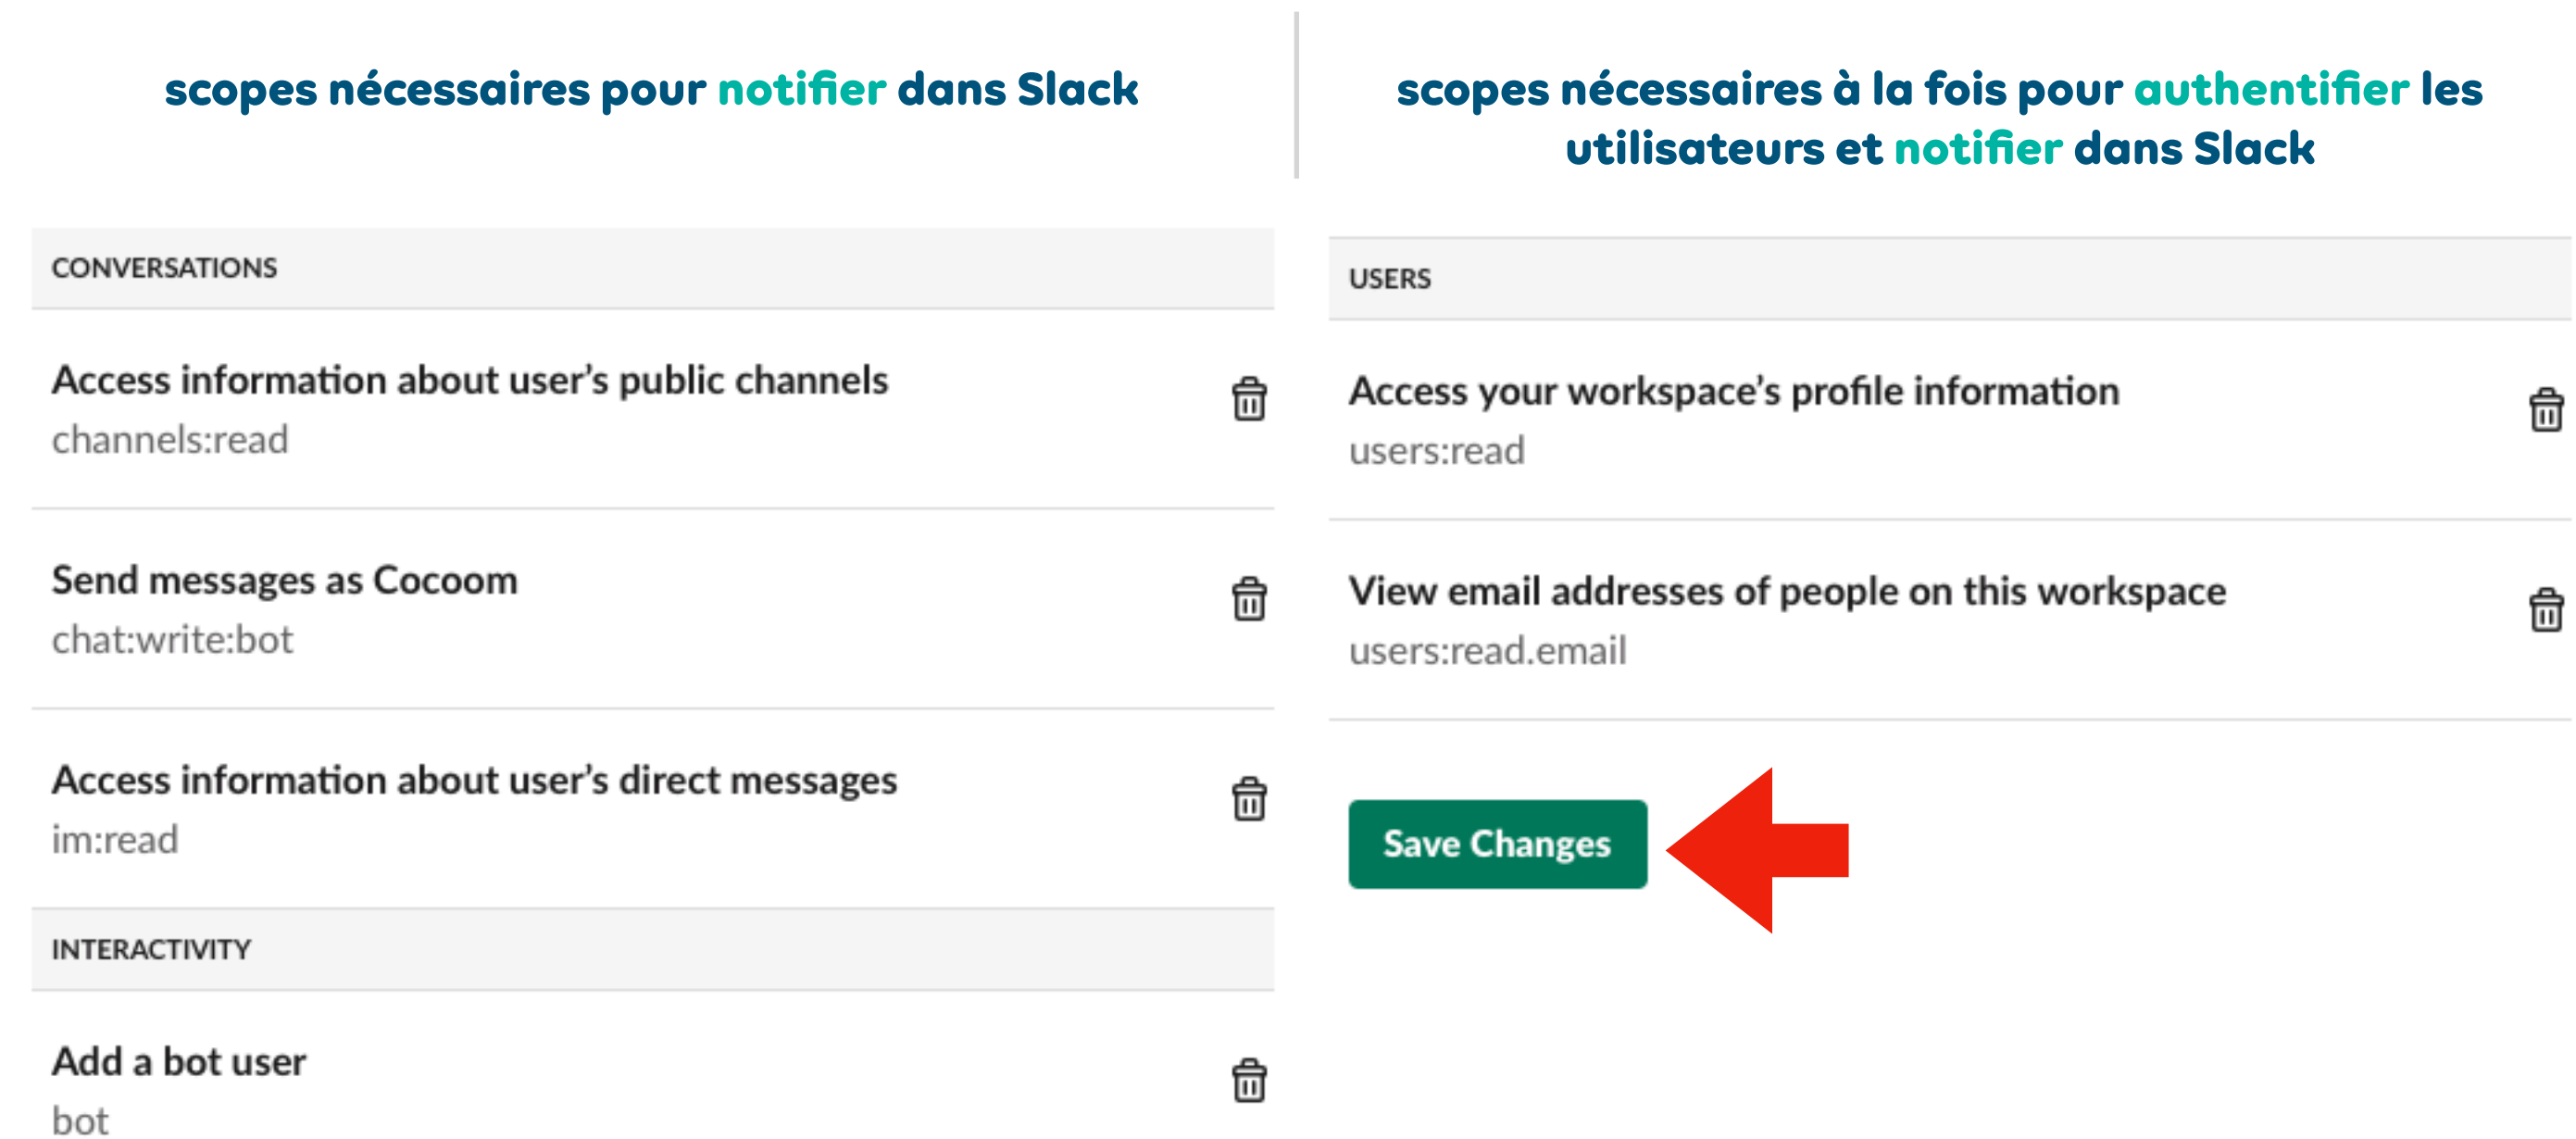 scopes nécessaires pour notifier dans Slack
CONVERSATIONS
Access information about user’s public channels
channels:read
Send messages as Cocoom
chat:write:bot
Access information about user’s direct messages
im:read
INTERACTIVITY
Add a bot user
bot
scopes nécessaires à la fois pour authentifier les
utilisateurs et notifier dans Slack
USERS
Access your workspace’s profile information
users:read
View email addresses of people on this workspace
users:read.email
Save Changes